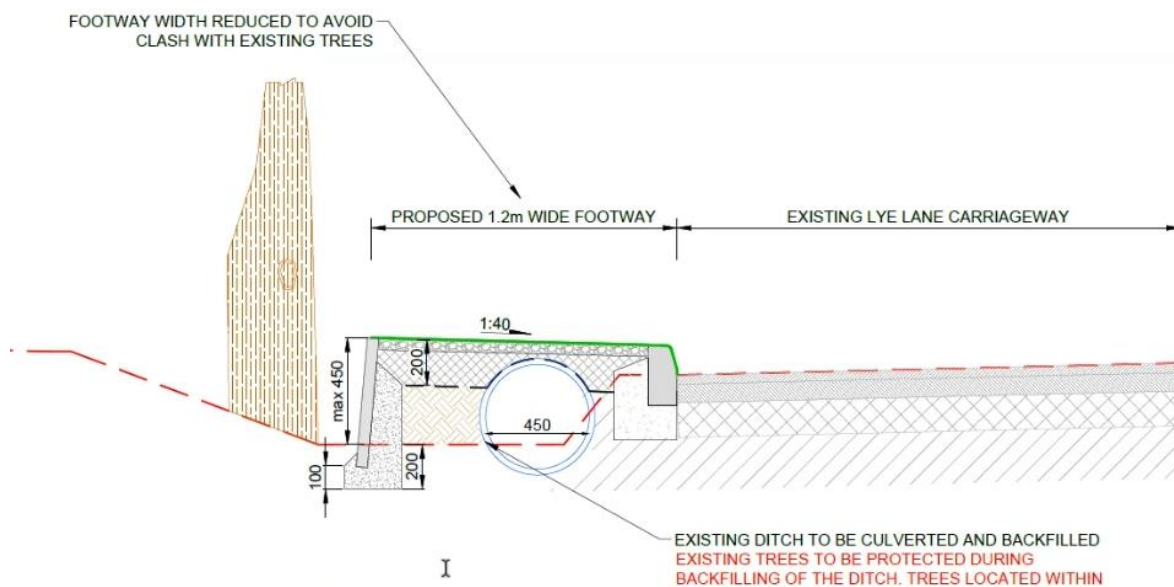 FOOTWAY WIDTH REDUCED TO AVOID
CLASH WITH EXISTING TREES
PROPOSED 1.2m WIDE FOOTWAY
EXISTING LYE LANE CARRIAGEWAY
1:40
200
max 450
450
100
200
EXISTING DITCH TO BE CULVERTED AND BACKFILLED
EXISTING TREES TO BE PROTECTED DURING
BACKFILLING OF THE DITCH. TREES LOCATED WITHIN